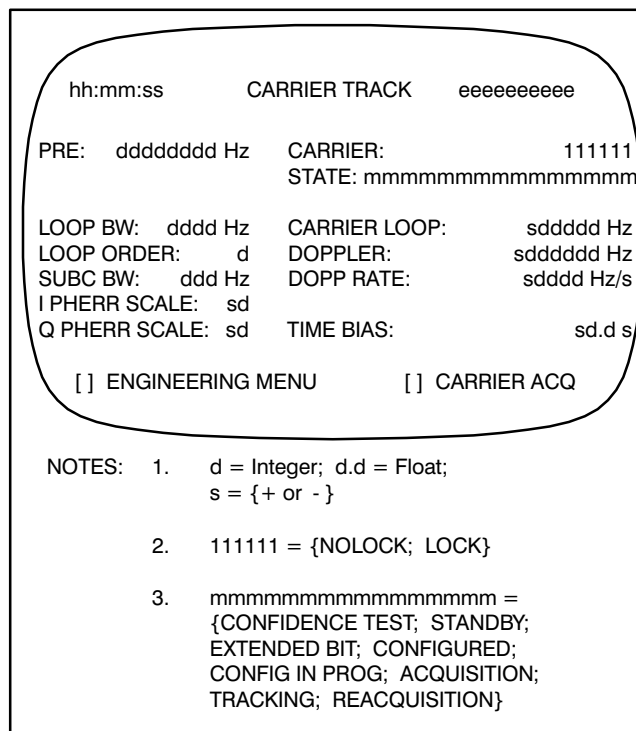 hh:mm:ss CARRIER TRACK eeeeeeeeee
PRE: dddddddd Hz CARRIER: 111111
STATE: mmmmmmmmmmmmmmmm
LOOP BW: dddd Hz CARRIER LOOP: sddddd Hz
LOOP ORDER: d DOPPLER: sdddddd Hz
SUBC BW: ddd Hz DOPP RATE: sdddd Hz/s
I PHERR SCALE: sd
Q PHERR SCALE: sd TIME BIAS: sd.d s
[ ] ENGINEERING MENU [ ] CARRIER ACQ
NOTES: 1. d = Integer; d.d = Float;
s = {+ or - }
2. 111111 = {NOLOCK; LOCK}
3. mmmmmmmmmmmmmmmm =
{CONFIDENCE TEST; STANDBY;
EXTENDED BIT; CONFIGURED;
CONFIG IN PROG; ACQUISITION;
TRACKING; REACQUISITION}